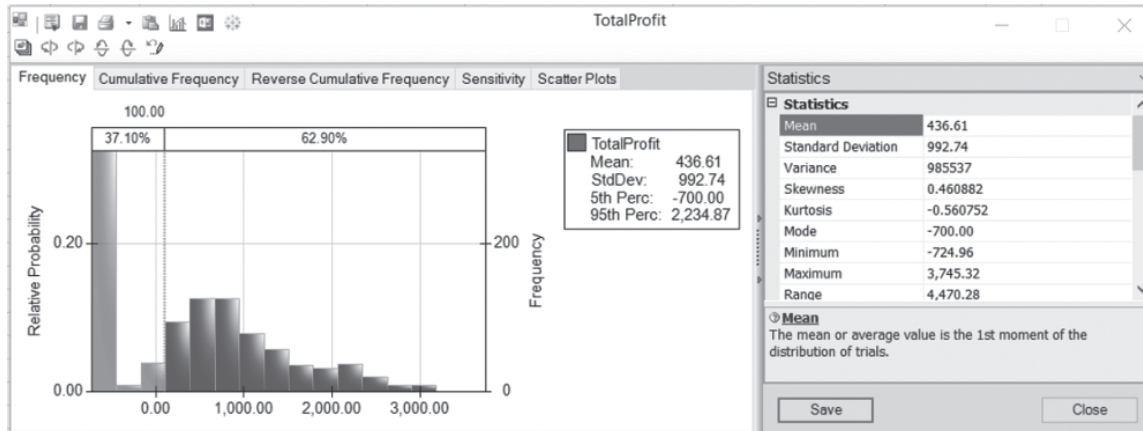 TotalProfit
Frequency Cumulative Frequency Reverse Cumulative Frequency Sensitivity Scatter Plots
100.00
37.10% 62.90%
0.20
0.00
Relative Probability
200
0
Frequency
0.00 1,000.00 2,000.00 3,000.00
TotalProfit
Mean: 436.61
StdDev: 992.74
5th Perc: -700.00
95th Perc: 2,234.87
Statistics
Statistics
Mean 436.61
Standard Deviation 992.74
Variance 985537
Skewness 0.460882
Kurtosis -0.560752
Mode -700.00
Minimum -724.96
Maximum 3,745.32
Range 4,470.28
Mean
The mean or average value is the 1st moment of the
distribution of trials.
Save Close